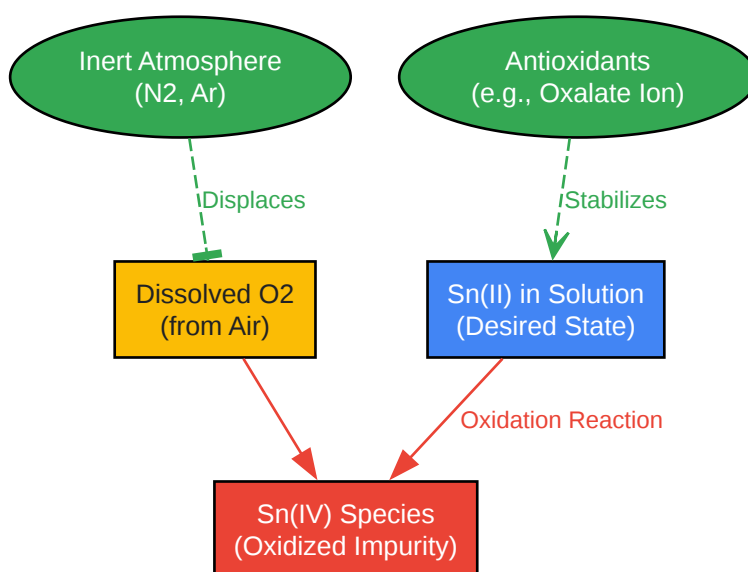 Inert Atmosphere
(N2, Ar)
Antioxidants
(e.g., Oxalate Ion)
Displaces
Stabilizes
Dissolved O2
(from Air)
Sn(II) in Solution
(Desired State)
Oxidation Reaction
Sn(IV) Species
(Oxidized Impurity)